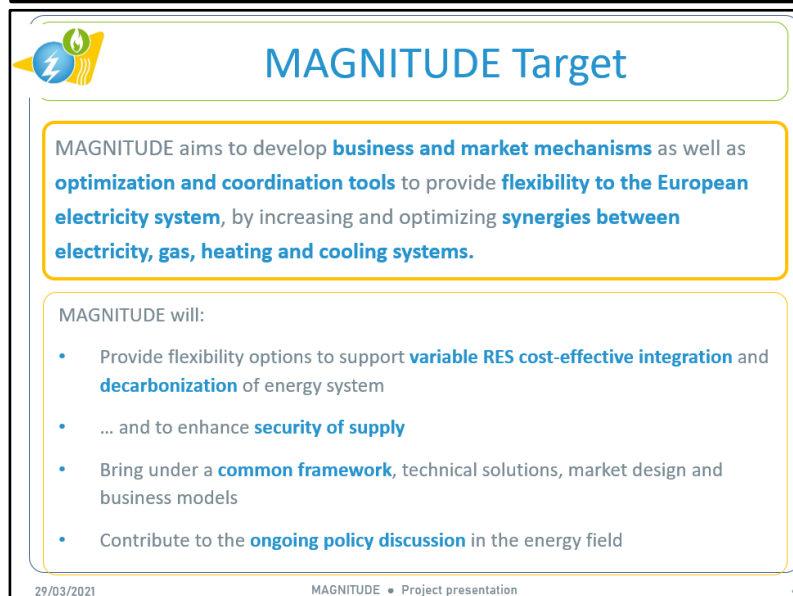 MAGNITUDE Target
MAGNITUDE aims to develop business and market mechanisms as well as
optimization and coordination tools to provide flexibility to the European
electricity system, by increasing and optimizing synergies between
electricity, gas, heating and cooling systems.
MAGNITUDE will:
• Provide flexibility options to support variable RES cost-effective integration and
decarbonization of energy system
• ... and to enhance security of supply
• Bring under a common framework, technical solutions, market design and
business models
• Contribute to the ongoing policy discussion in the energy field
29/03/2021 MAGNITUDE • Project presentation